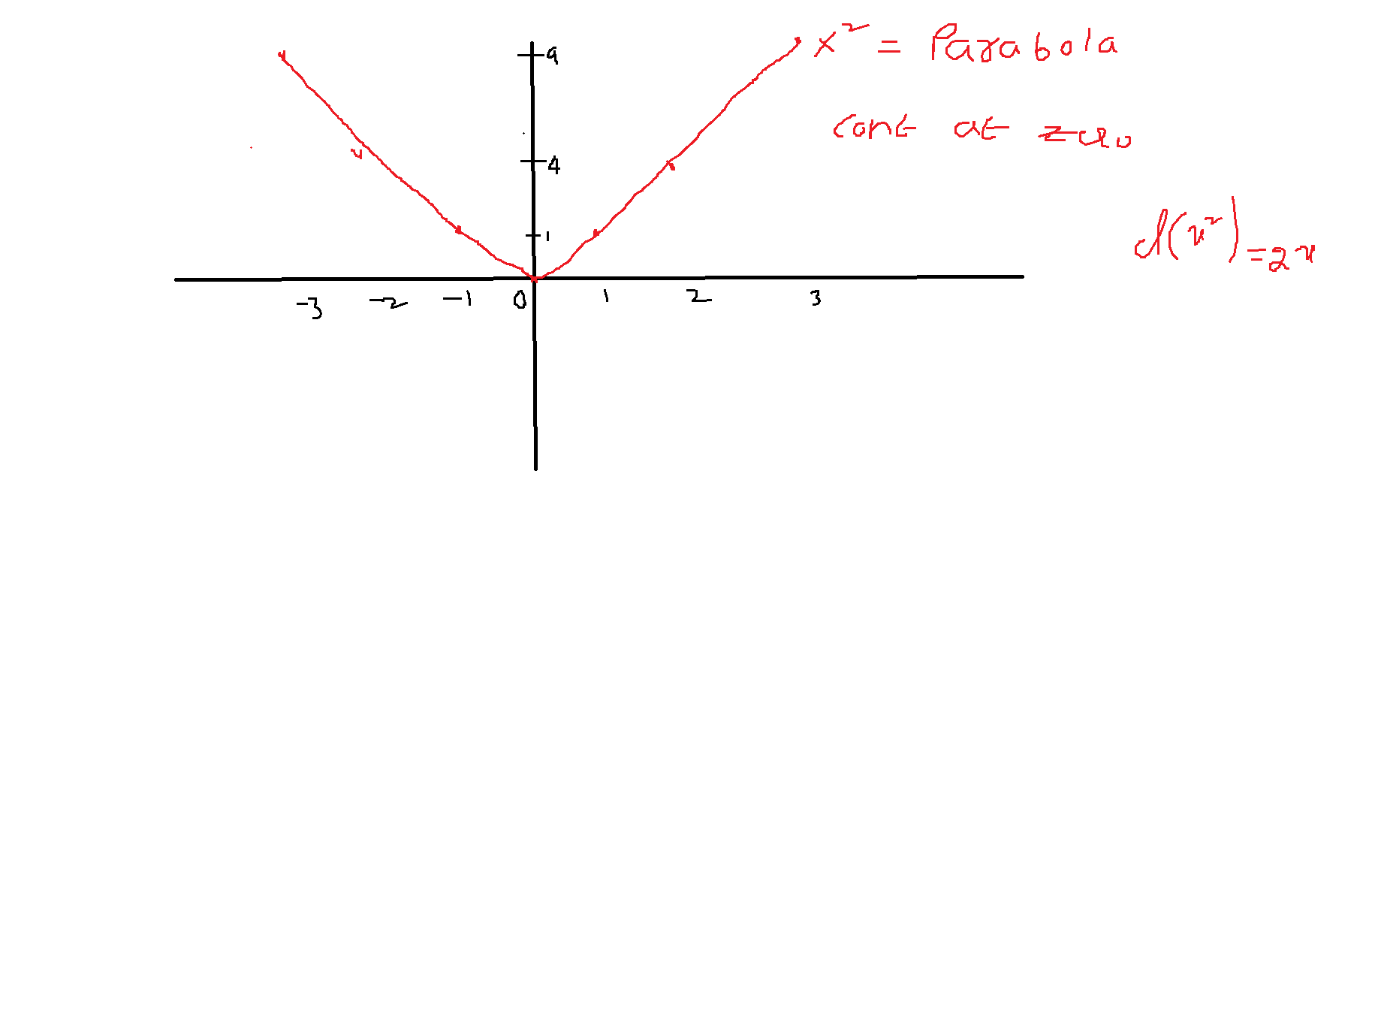 x² = Parabola
9
cont at zero
4
d(x²) = 2x
1
-3 -2 -1 0 1 2 3